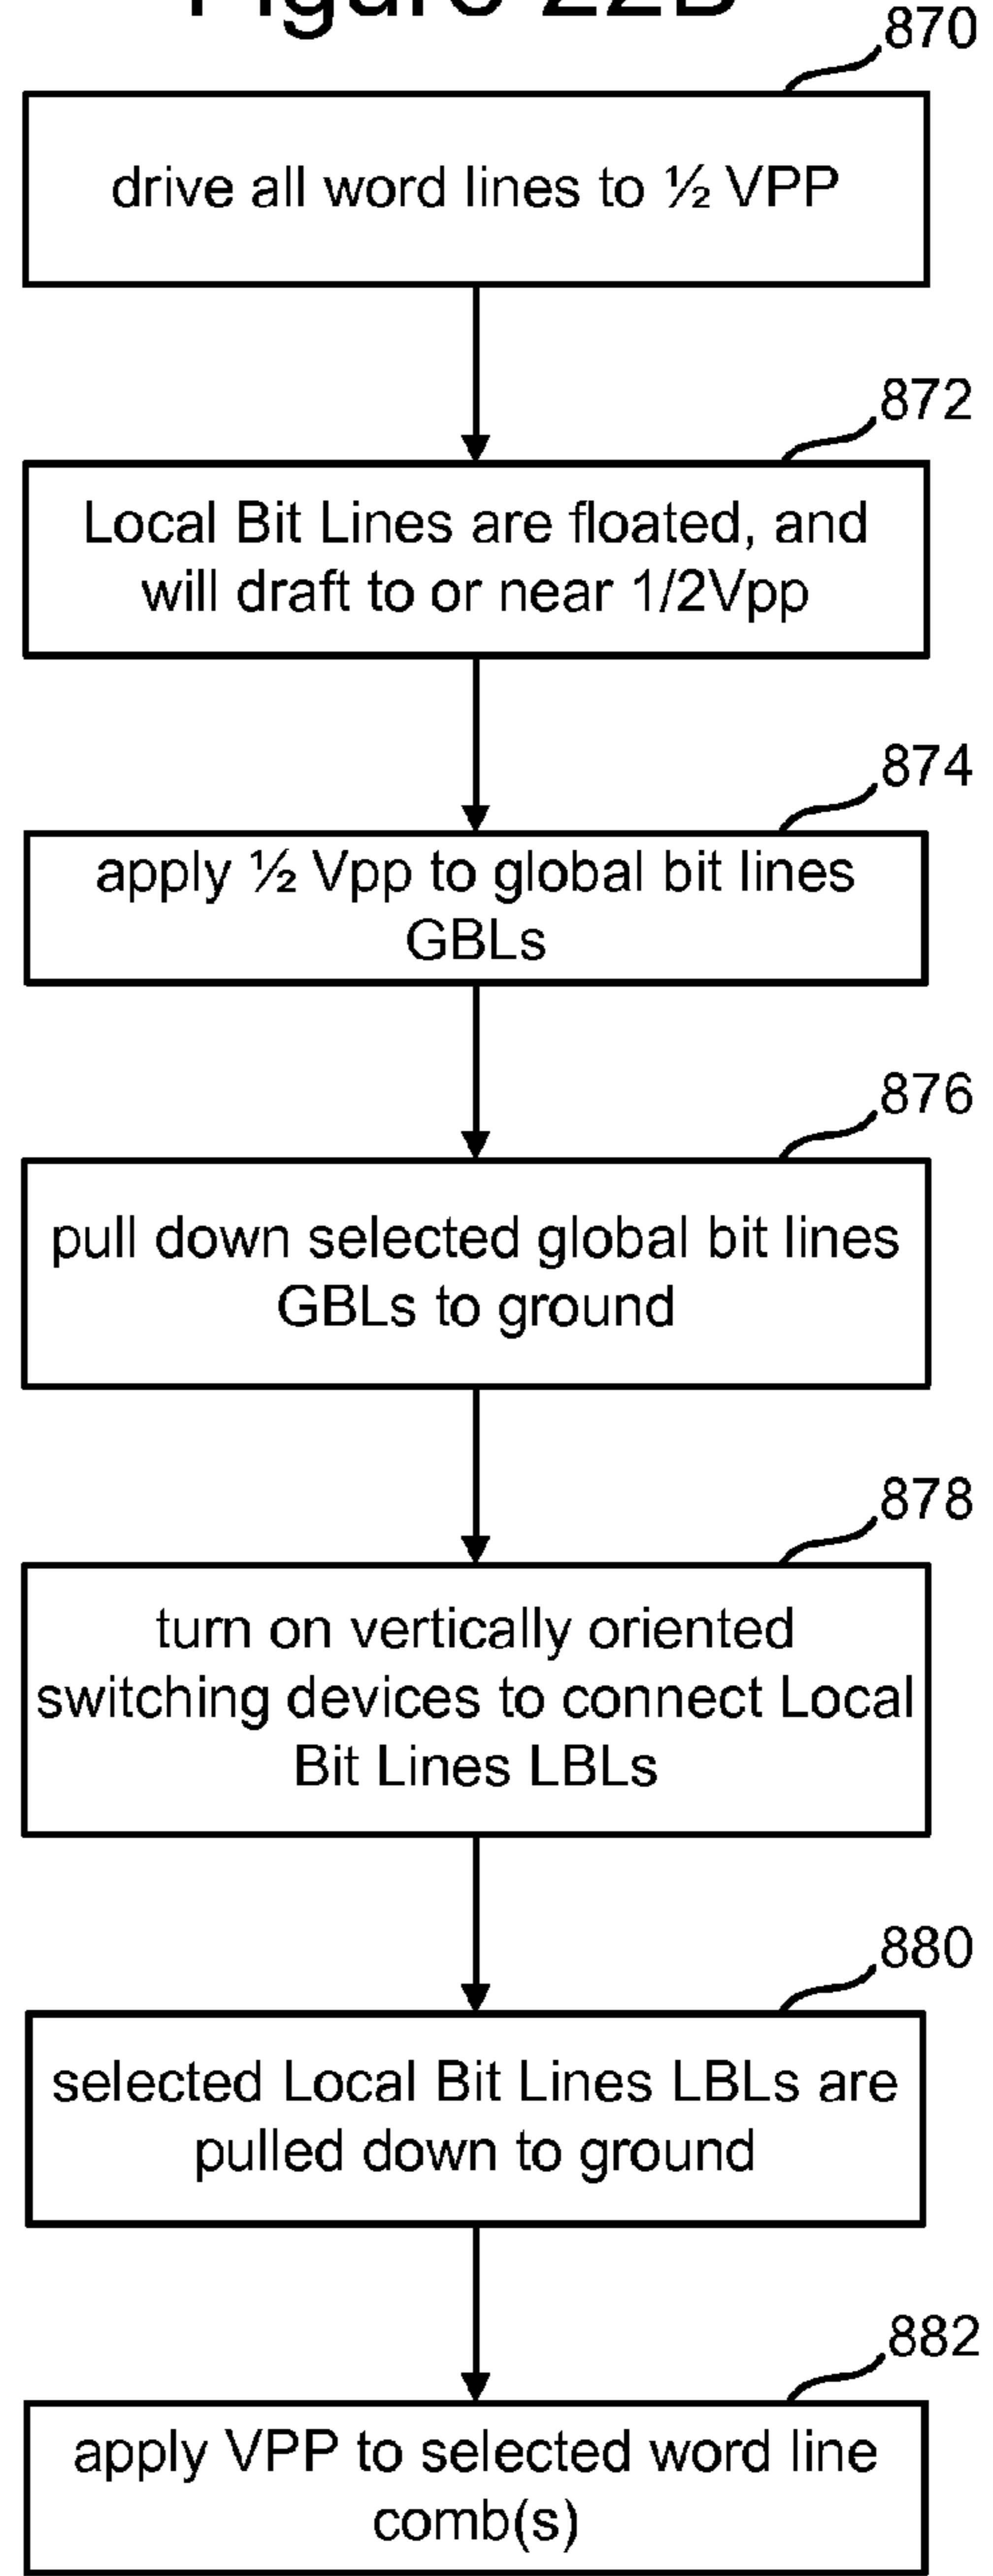 Figure 22B
870
drive all word lines to ½ VPP
872
Local Bit Lines are floated, and
will draft to or near 1/2Vpp
874
apply ½ Vpp to global bit lines
GBLs
876
pull down selected global bit lines
GBLs to ground
878
turn on vertically oriented
switching devices to connect Local
Bit Lines LBLs
880
selected Local Bit Lines LBLs are
pulled down to ground
882
apply VPP to selected word line
comb(s)